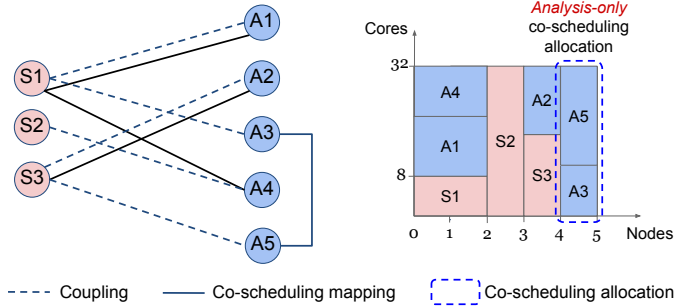 Analysis-only
co-scheduling
allocation
Cores
A1
A2
A3
A4
A5
S1
S2
S3
32
8
A4
A1
S1
S2
A2
S3
A5
A3
0 1 2 3 4 5 Nodes
Coupling
Co-scheduling mapping
Co-scheduling allocation